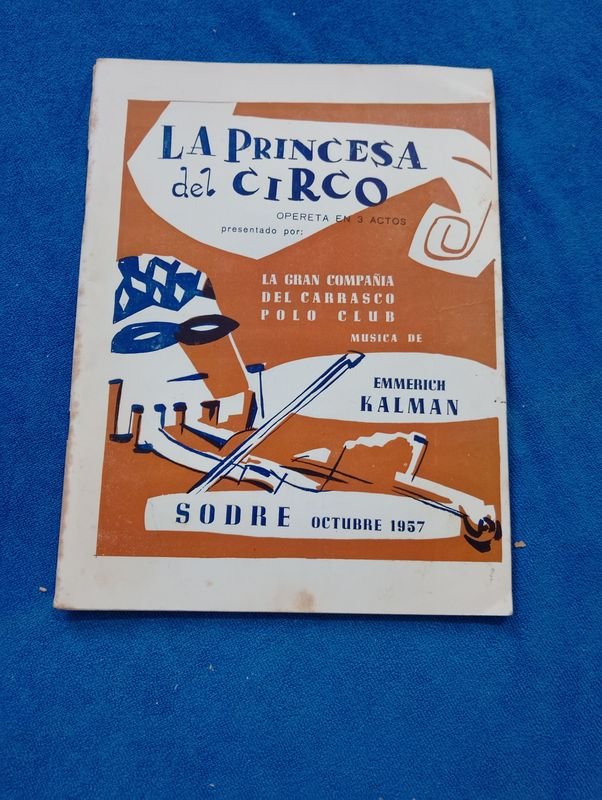 LA PRINCESA
del CIRCO
OPERETA EN 3 ACTOS
presentado por:
LA GRAN COMPAÑIA
DEL CARRASCO
POLO CLUB
MUSICA DE
EMMERICH
KALMAN
SODRE OCTUBRE 1957